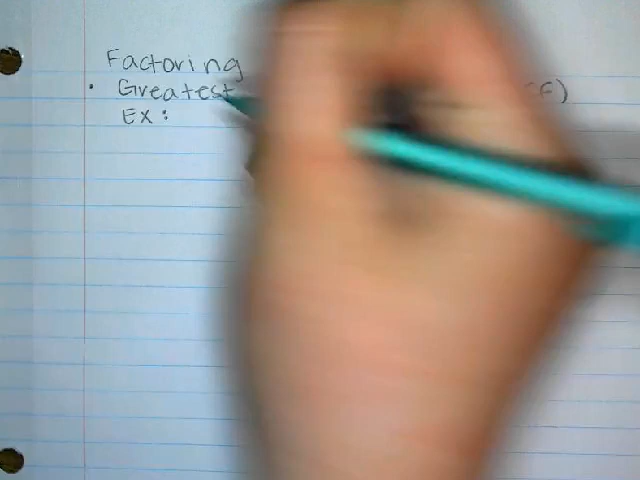 Factoring
• Greatest F)
Ex: